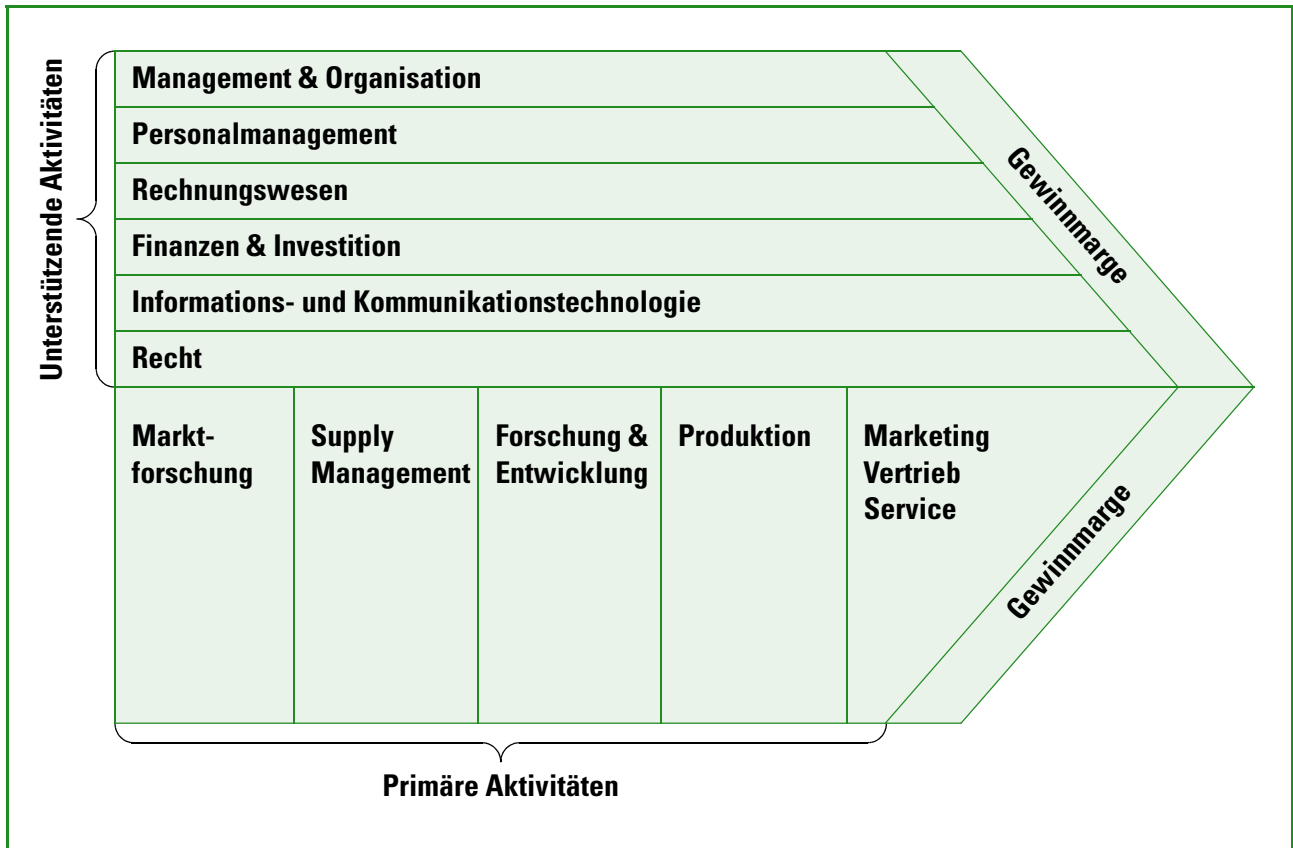 Unterstützende Aktivitäten
Management & Organisation
Personalmanagement
Rechnungswesen
Finanzen & Investition
Informations- und Kommunikationstechnologie
Recht
Gewinnmarge
Markt-
forschung
Supply
Management
Forschung &
Entwicklung
Produktion
Marketing
Vertrieb
Service
Gewinnmarge
Primäre Aktivitäten